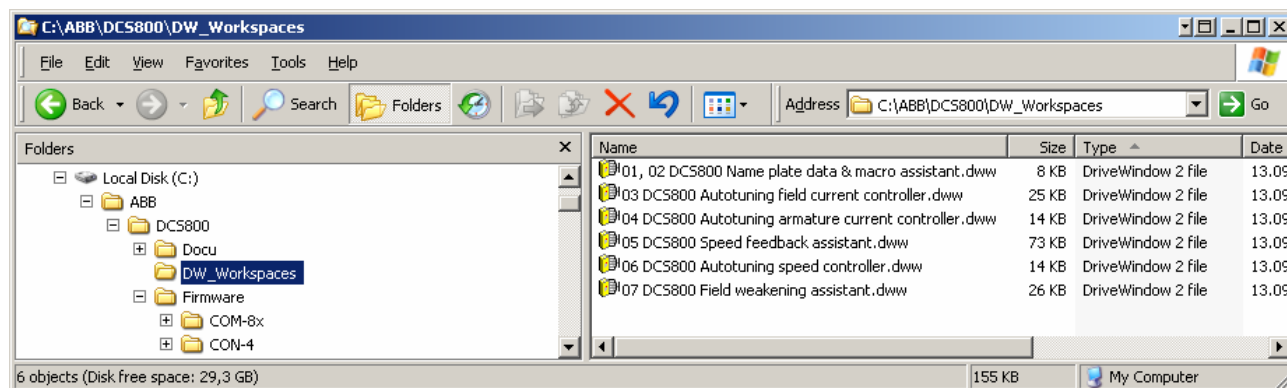 C:\ABB\DCS800\DW_Workspaces
File Edit View Favorites Tools Help
Back Search Folders Address C:\ABB\DCS800\DW_Workspaces Go
Folders
Local Disk (C:)
ABB
DCS800
Docu
DW_Workspaces
Firmware
COM-8x
CON-4
Name Size Type Date
01, 02 DCS800 Name plate data & macro assistant.dww 8 KB DriveWindow 2 file 13.09
03 DCS800 Autotuning field current controller.dww 25 KB DriveWindow 2 file 13.09
04 DCS800 Autotuning armature current controller.dww 14 KB DriveWindow 2 file 13.09
05 DCS800 Speed feedback assistant.dww 73 KB DriveWindow 2 file 13.09
06 DCS800 Autotuning speed controller.dww 14 KB DriveWindow 2 file 13.09
07 DCS800 Field weakening assistant.dww 26 KB DriveWindow 2 file 13.09
6 objects (Disk free space: 29,3 GB) 155 KB My Computer